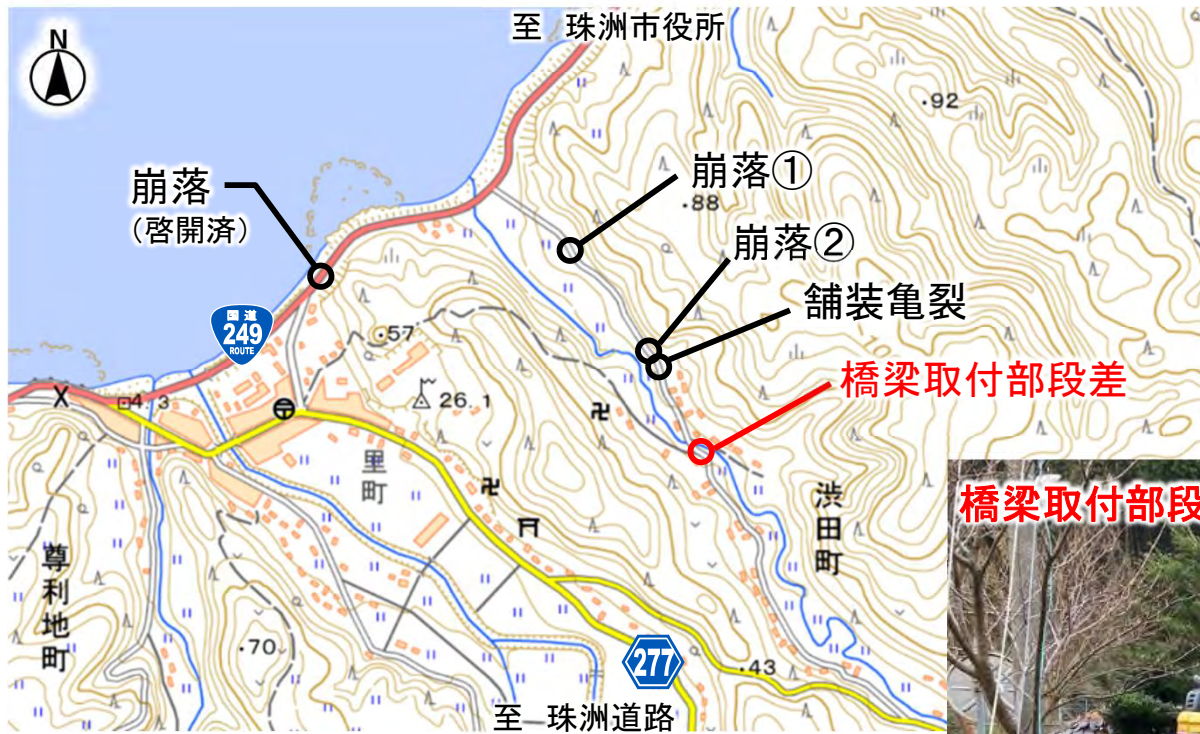 至 珠洲市役所
N
・92
崩落①
崩落
(啓開済)
・88
崩落②
舗装亀裂
国道
249
ROUTE
・57
橋梁取付部段差
4.3
26.1
里町
渋田町
橋梁取付部段
尊利地町
・70
277
・43
至 珠洲道路